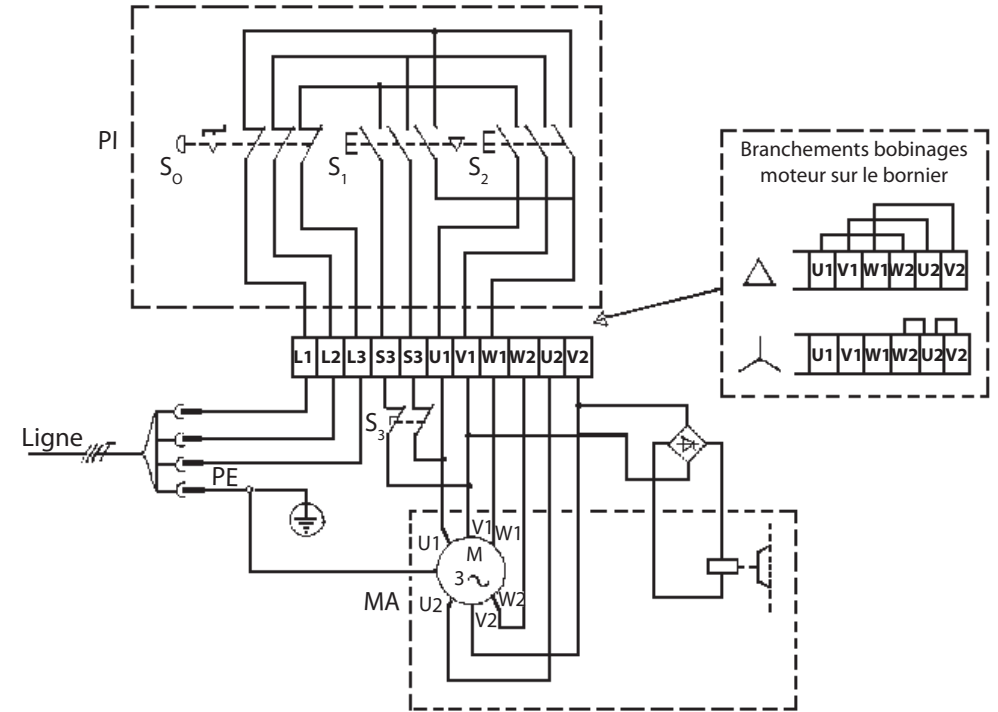 PI
S0
S1
S2
Branchements bobinages
moteur sur le bornier
U1 V1 W1 W2 U2 V2
U1 V1 W1 W2 U2 V2
L1 L2 L3 S3 S3 U1 V1 W1 W2 U2 V2
S3
Ligne
PE
U1
V1
W1
M
3
MA
U2
V2
W2